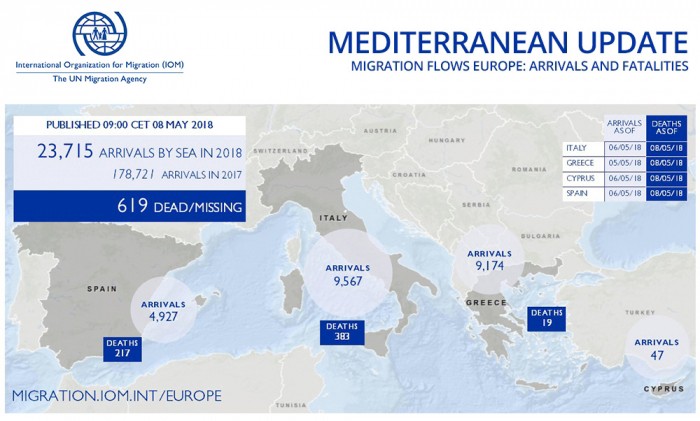 International Organization for Migration (IOM)
The UN Migration Agency
MEDITERRANEAN UPDATE
MIGRATION FLOWS EUROPE: ARRIVALS AND FATALITIES
PUBLISHED 09:00 CET 08 MAY 2018
23,715 ARRIVALS BY SEA IN 2018
178,721 ARRIVALS IN 2017
619 DEAD/MISSING
ARRIVALS AS OF DEATHS AS OF
ITALY 06/05/18 08/05/18
GREECE 05/05/18 08/05/18
CYPRUS 06/05/18 08/05/18
SPAIN 06/05/18 08/05/18
AUSTRIA
HUNGARY
SWITZERLAND
CROATIA
ROMANIA
SERBIA
BULGARIA
ITALY
ARRIVALS
9,567
DEATHS
383
SPAIN
ARRIVALS
4,927
DEATHS
217
ARRIVALS
9,174
GREECE
DEATHS
19
TURKEY
ARRIVALS
47
CYPRUS
TUNISIA
MIGRATION.IOM.INT/EUROPE